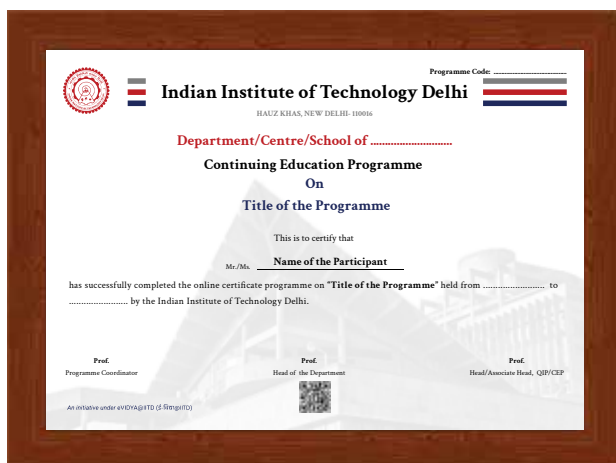 Programme Code: ................................
Indian Institute of Technology Delhi
HAUZ KHAS, NEW DELHI- 110016
Department/Centre/School of ............................
Continuing Education Programme
On
Title of the Programme
This is to certify that
Mr./Ms. Name of the Participant
has successfully completed the online certificate programme on "Title of the Programme" held from ......................... to
........................ by the Indian Institute of Technology Delhi.
Prof. Prof. Prof.
Programme Coordinator Head of the Department Head/Associate Head, QIP/CEP
An initiative under eVIDYA@IITD